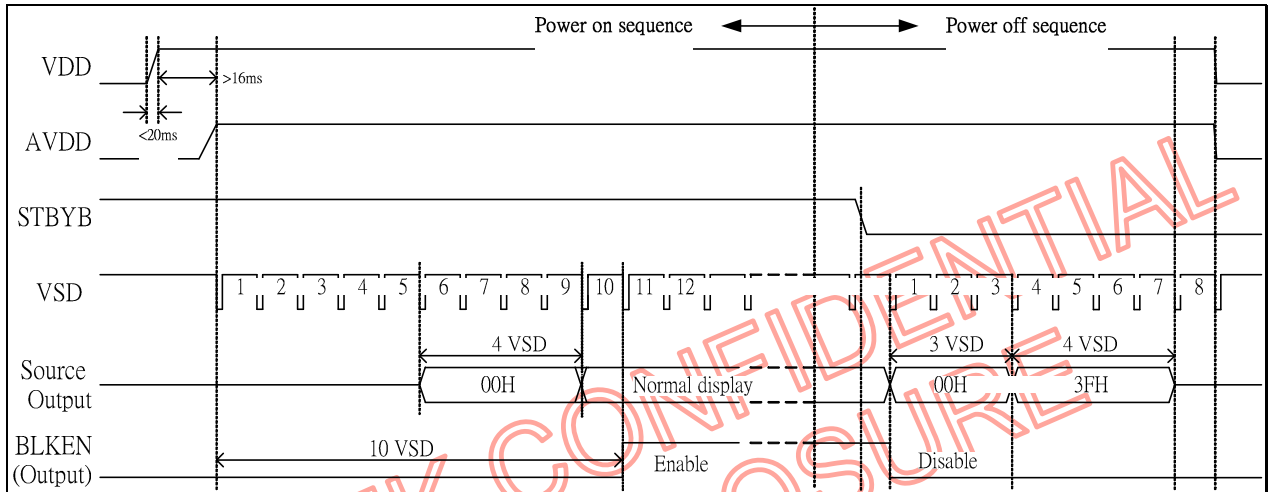 Power on sequence Power off sequence
VDD
>16ms
<20ms
AVDD
STBYB
VSD
1 2 3 4 5 6 7 8 9 10 11 12 1 2 3 4 5 6 7 8
4 VSD 3 VSD 4 VSD
Source
Output
00H Normal display 00H 3FH
BLKEN
(Output)
10 VSD
Enable Disable
CONFIDENTIAL